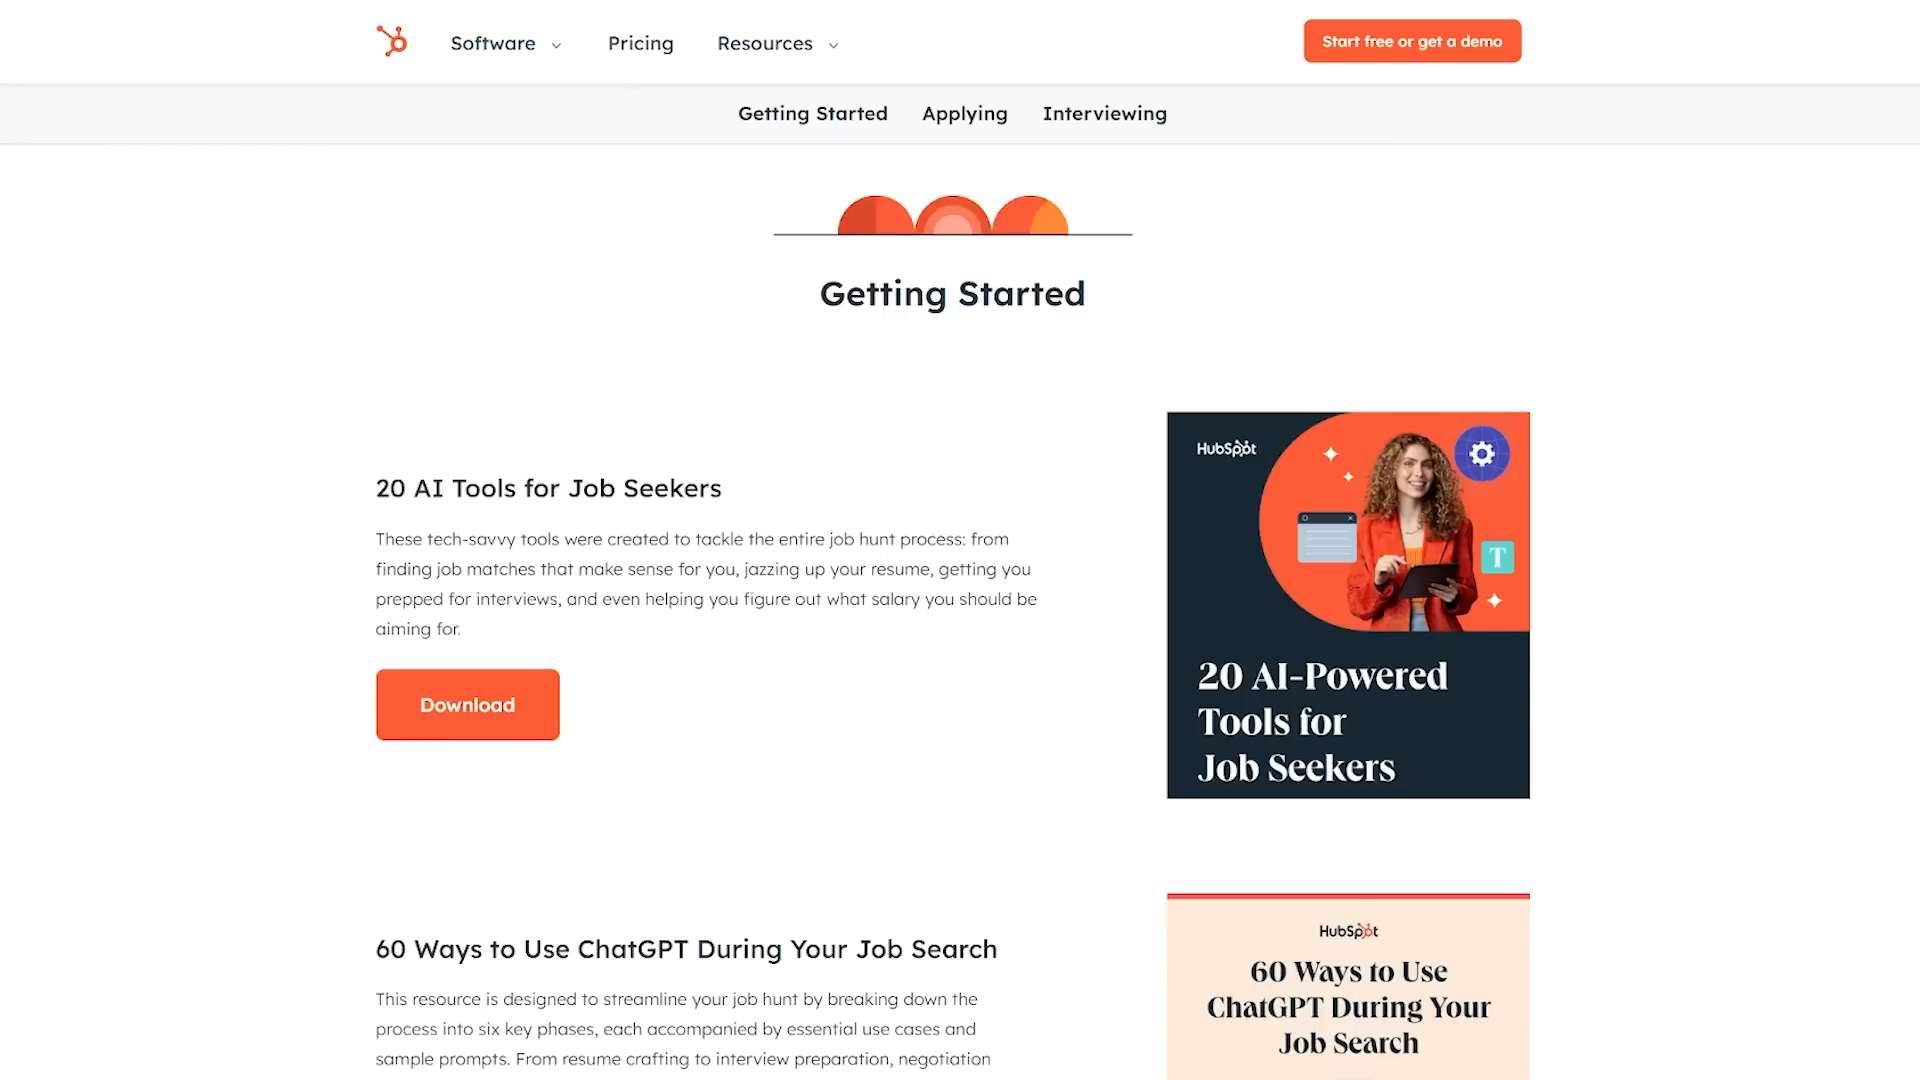 Software Pricing Resources Start free or get a demo
Getting Started Applying Interviewing
Getting Started
20 AI Tools for Job Seekers
These tech-savvy tools were created to tackle the entire job hunt process: from
finding job matches that make sense for you, jazzing up your resume, getting you
prepped for interviews, and even helping you figure out what salary you should be
aiming for.
Download
HubSpot
T
20 AI-Powered
Tools for
Job Seekers
60 Ways to Use ChatGPT During Your Job Search
This resource is designed to streamline your job hunt by breaking down the
process into six key phases, each accompanied by essential use cases and
sample prompts. From resume crafting to interview preparation, negotiation
HubSpot
60 Ways to Use
ChatGPT During Your
Job Search